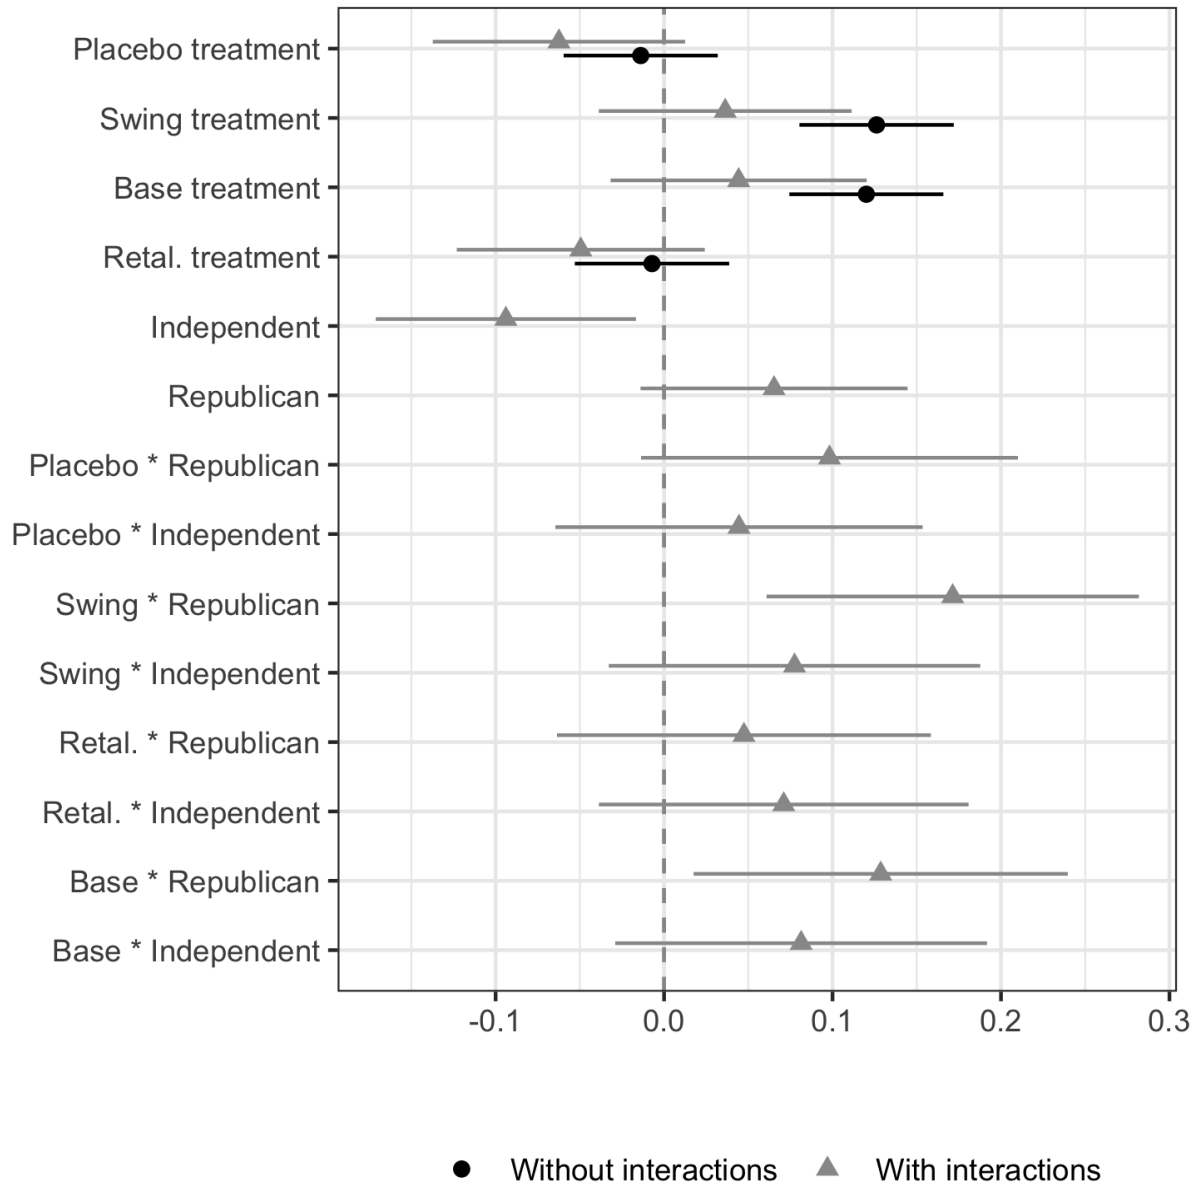 Placebo treatment
Swing treatment
Base treatment
Retal. treatment
Independent
Republican
Placebo * Republican
Placebo * Independent
Swing * Republican
Swing * Independent
Retal. * Republican
Retal. * Independent
Base * Republican
Base * Independent
-0.1 0.0 0.1 0.2 0.3
Without interactions With interactions